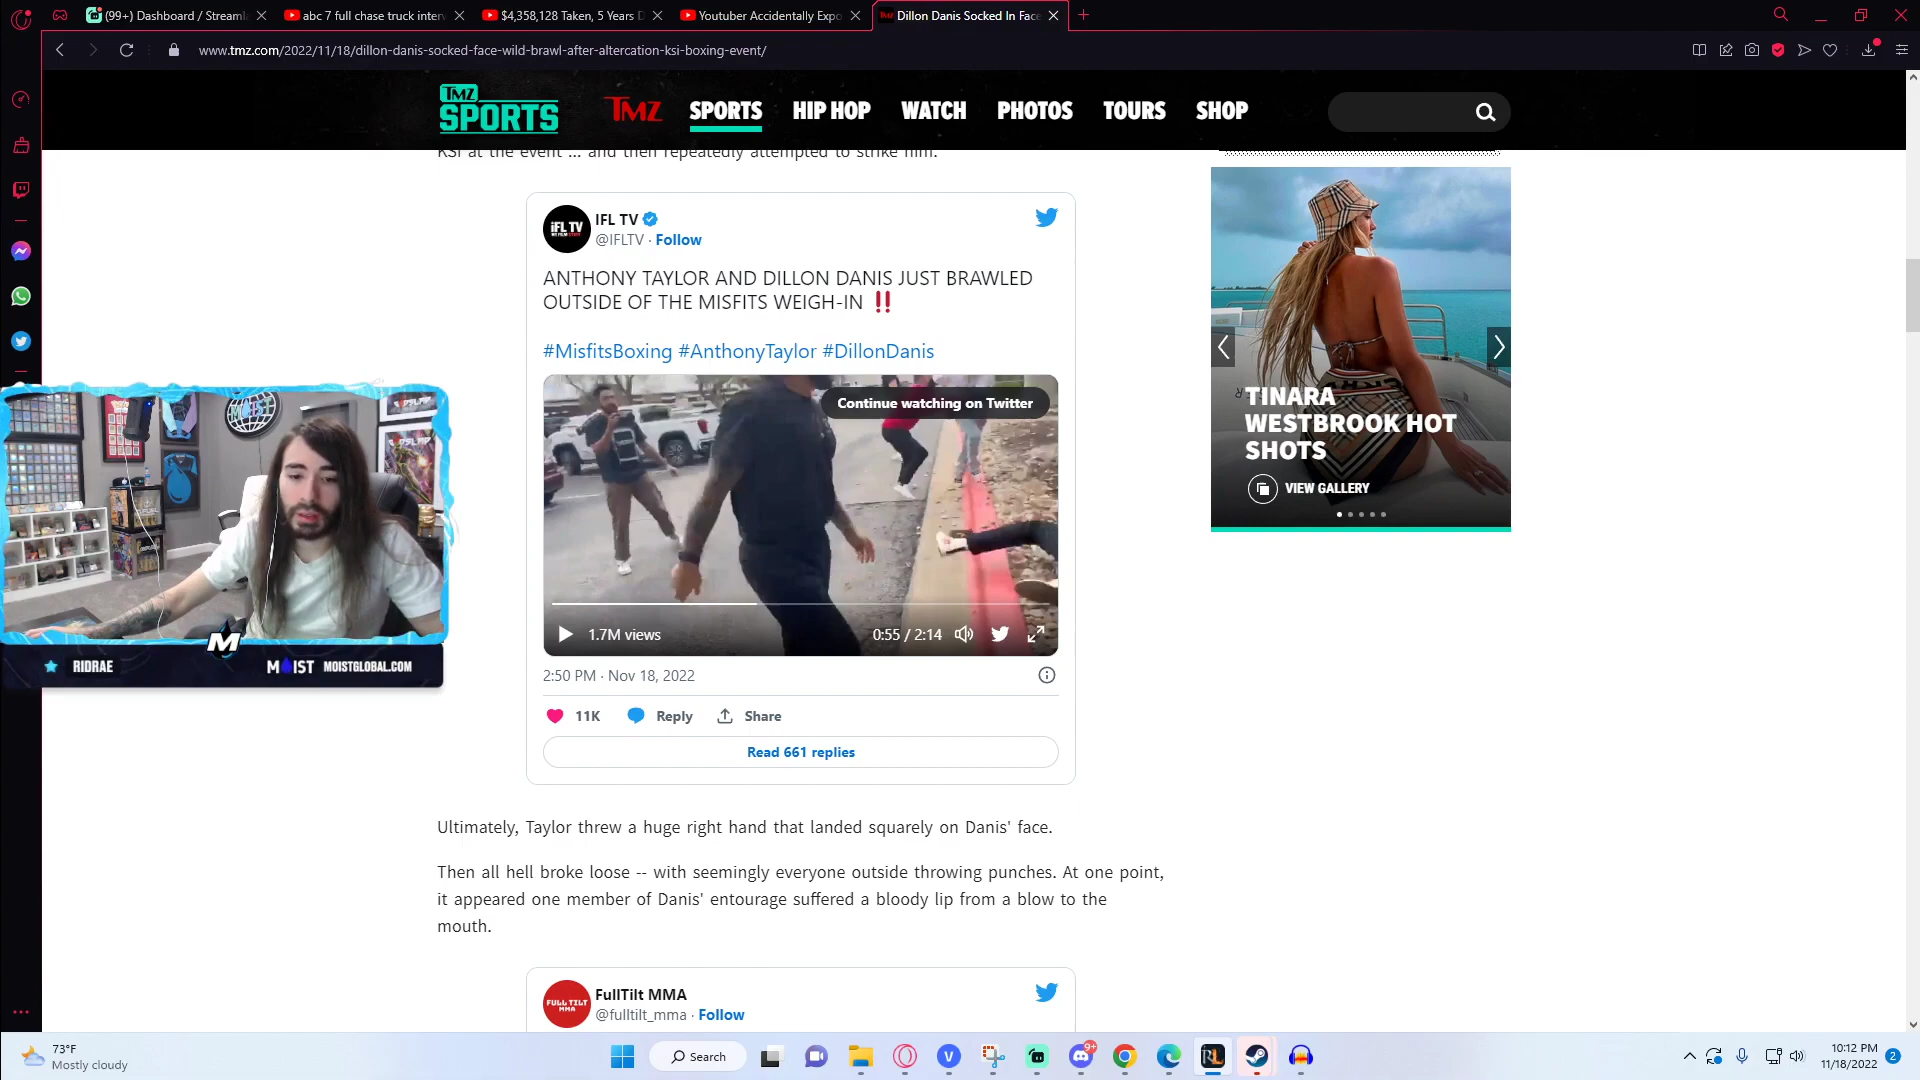 (99+) Dashboard / Streaml
abc 7 full chase truck interv
$4,358,128 Taken, 5 Years D
Youtuber Accidentally Expo
Dillon Danis Socked In Face
www.tmz.com/2022/11/18/dillon-danis-socked-face-wild-brawl-after-altercation-ksi-boxing-event/
TMZ SPORTS
TMZ SPORTS HIP HOP WATCH PHOTOS TOURS SHOP
KSI at the event ... and then repeatedly attempted to strike him.
IFL TV
@IFLTV · Follow
ANTHONY TAYLOR AND DILLON DANIS JUST BRAWLED
OUTSIDE OF THE MISFITS WEIGH-IN ‼️
#MisfitsBoxing #AnthonyTaylor #DillonDanis
Continue watching on Twitter
1.7M views
0:55 / 2:14
2:50 PM · Nov 18, 2022
11K Reply Share
Read 661 replies
TINARA
WESTBROOK HOT
SHOTS
VIEW GALLERY
MOIST
M
RIDRAE
MOIST MOISTGLOBAL.COM
Ultimately, Taylor threw a huge right hand that landed squarely on Danis' face.
Then all hell broke loose -- with seemingly everyone outside throwing punches. At one point,
it appeared one member of Danis' entourage suffered a bloody lip from a blow to the
mouth.
FULL TILT
MMA
FullTilt MMA
@fulltilt_mma · Follow
73°F
Mostly cloudy
Search
9+
10:12 PM
11/18/2022
2